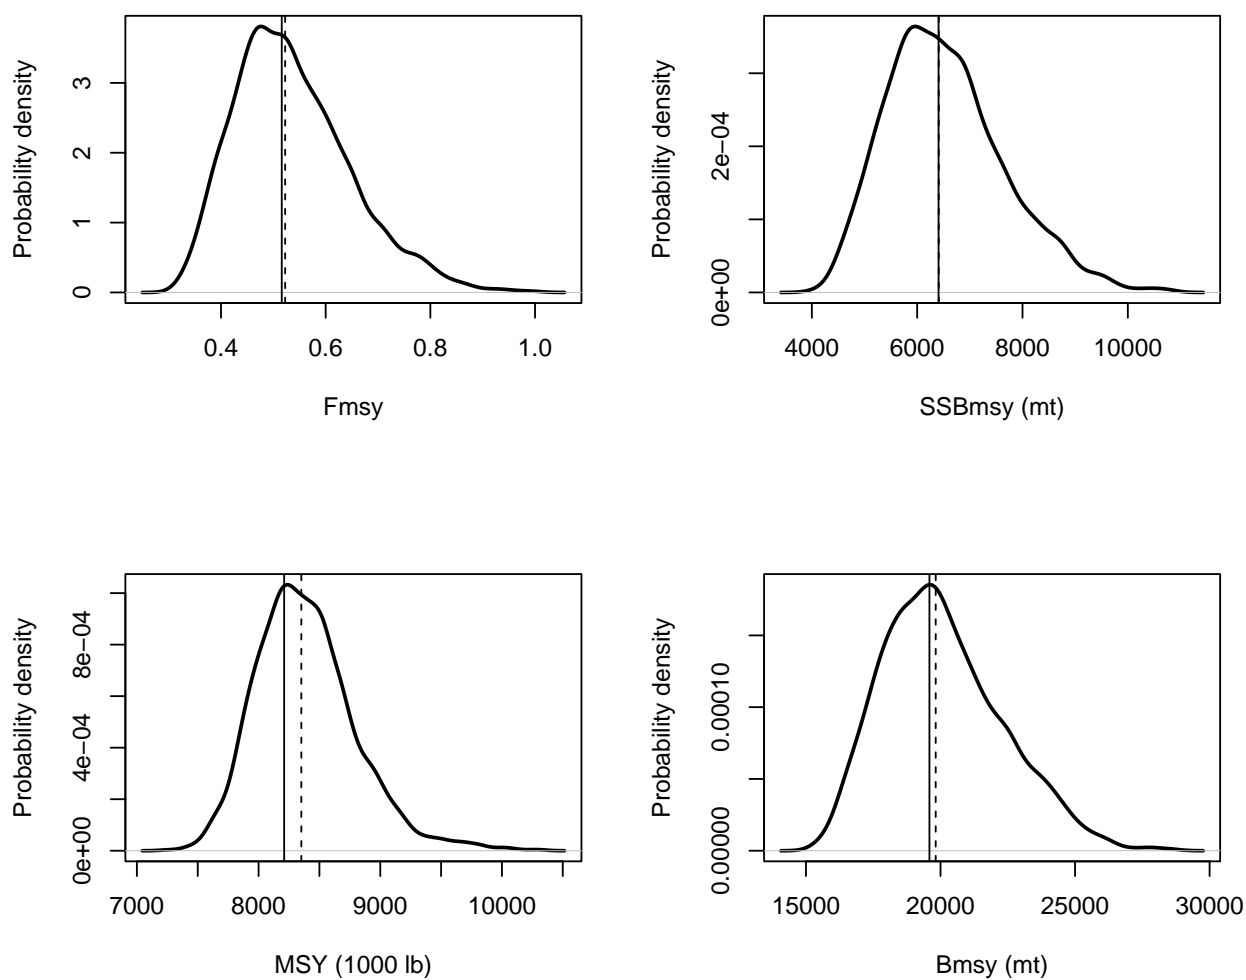 Probability density
0
1
2
3
0.4 0.6 0.8 1.0
Fmsy
Probability density
0e+00
2e−04
4000 6000 8000 10000
SSBmsy (mt)
Probability density
0e+00
4e−04
8e−04
7000 8000 9000 10000
MSY (1000 lb)
Probability density
0.00000
0.00010
15000 20000 25000 30000
Bmsy (mt)